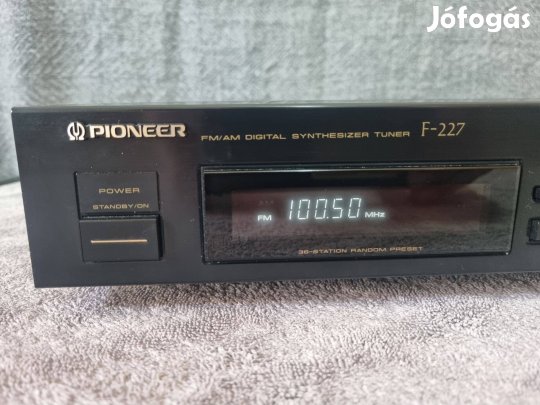 Jófogás
PIONEER FM/AM DIGITAL SYNTHESIZER TUNER F-227
POWER
STANDBY/ON
FM 100.50 MHz
36-STATION RANDOM PRESET